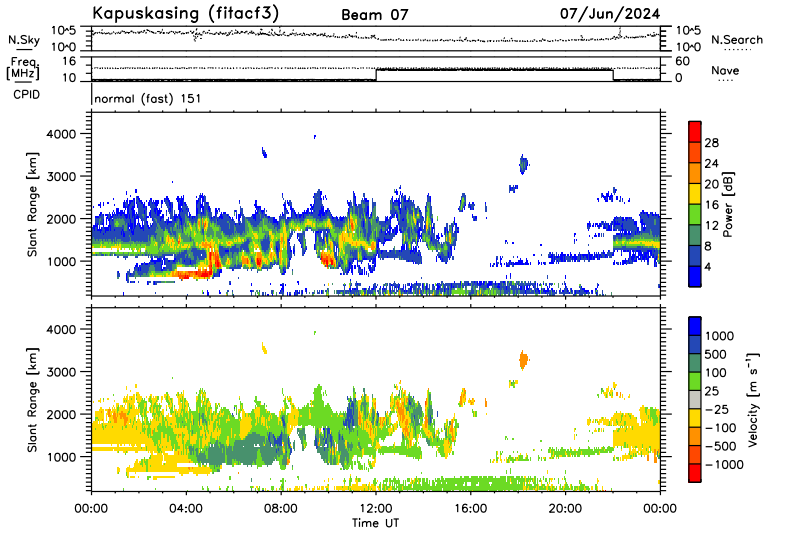 Kapuskasing (fitacf3) Beam 07 07/Jun/2024
N.Sky 10^5 10^0 10^5 10^0 N.Search
Freq. [MHz] 16 10 60 0 Nave
CPID normal (fast) 151
Slant Range [km] 4000 3000 2000 1000
Power [dB] 28 24 20 16 12 8 4
Slant Range [km] 4000 3000 2000 1000
Velocity [m s^-1] 1000 500 100 25 -25 -100 -500 -1000
00:00 04:00 08:00 12:00 16:00 20:00 00:00
Time UT